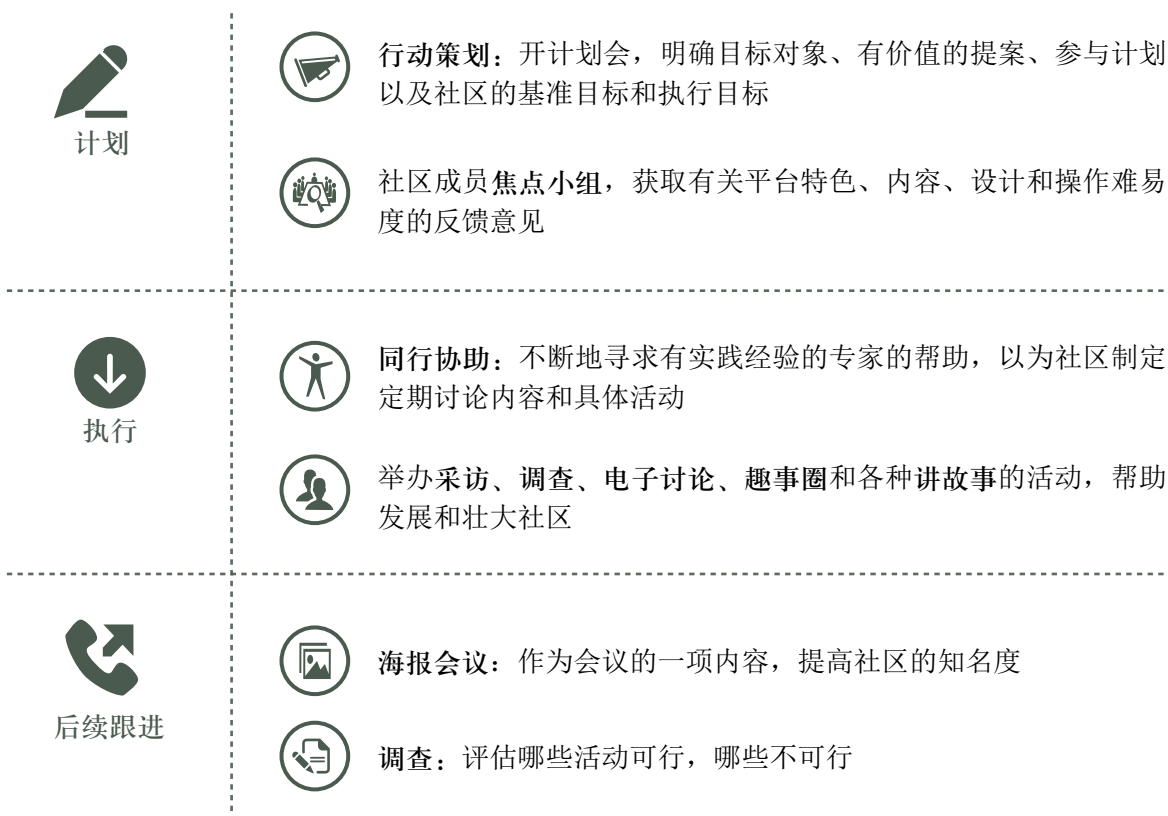 计划
行动策划：开计划会，明确目标对象、有价值的提案、参与计划
以及社区的基准目标和执行目标
社区成员焦点小组，获取有关平台特色、内容、设计和操作难易
度的反馈意见
执行
同行协助：不断地寻求有实践经验的专家的帮助，以为社区制定
定期讨论内容和具体活动
举办采访、调查、电子讨论、趣事圈和各种讲故事的活动，帮助
发展和壮大社区
后续跟进
海报会议：作为会议的一项内容，提高社区的知名度
调查：评估哪些活动可行，哪些不可行